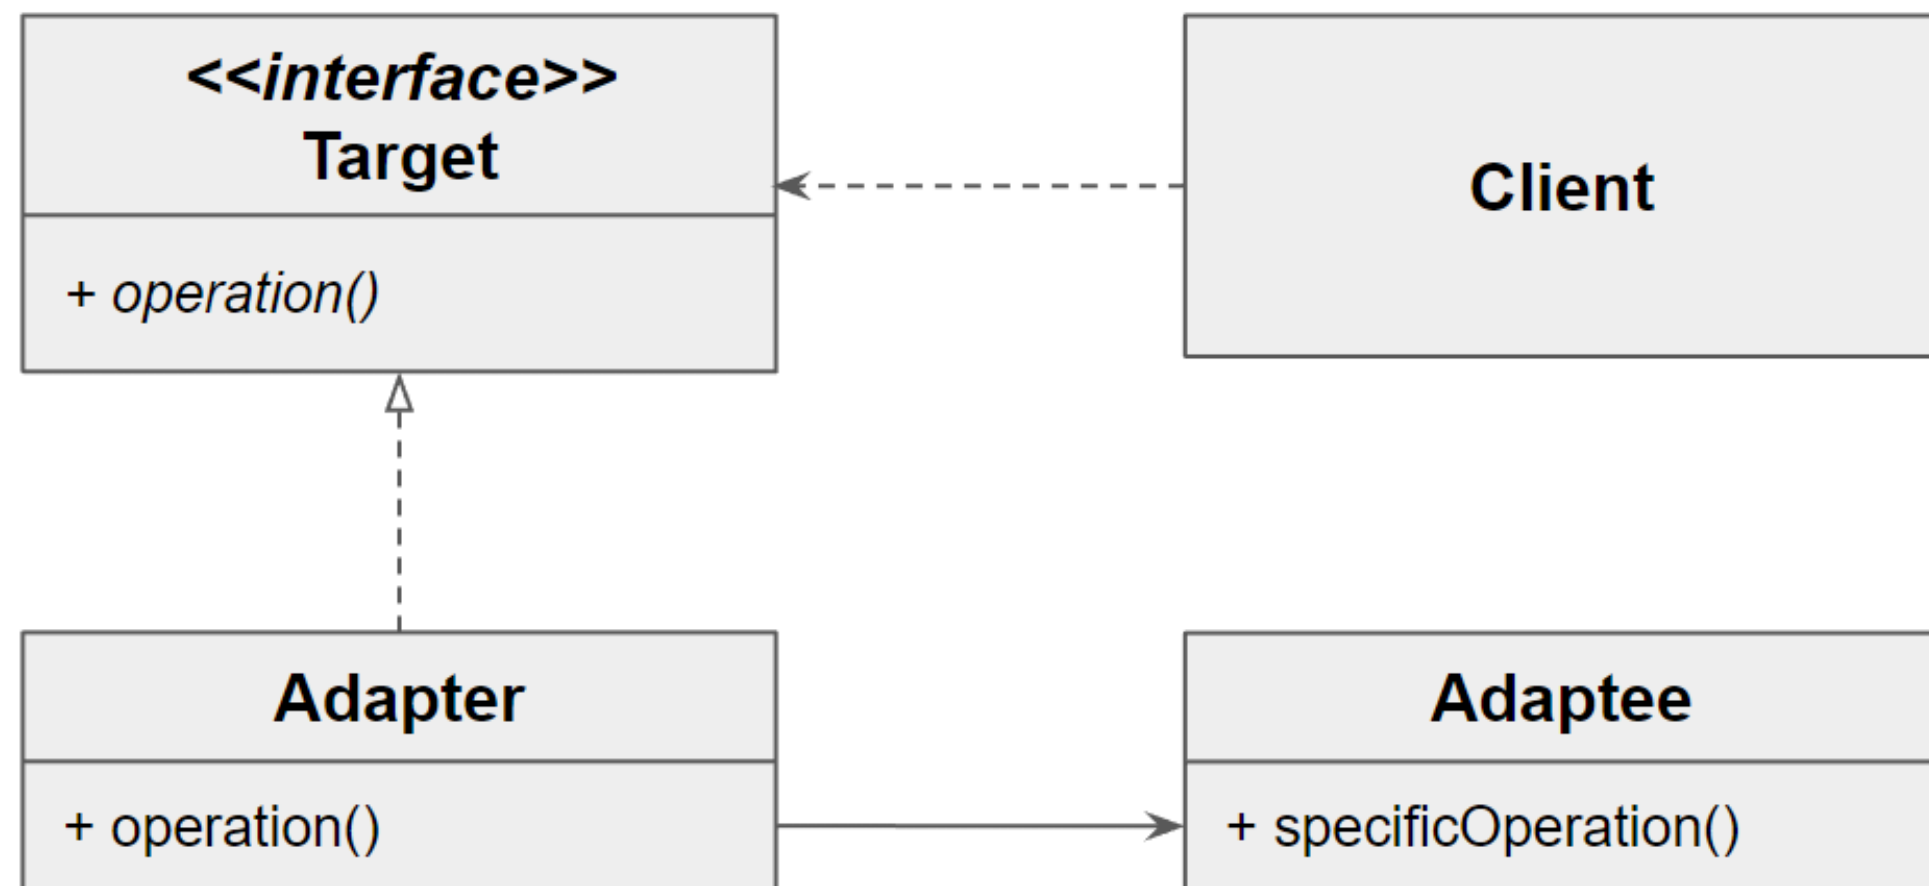 <<interface>>
Target
+ operation()
Client
Adapter
+ operation()
Adaptee
+ specificOperation()